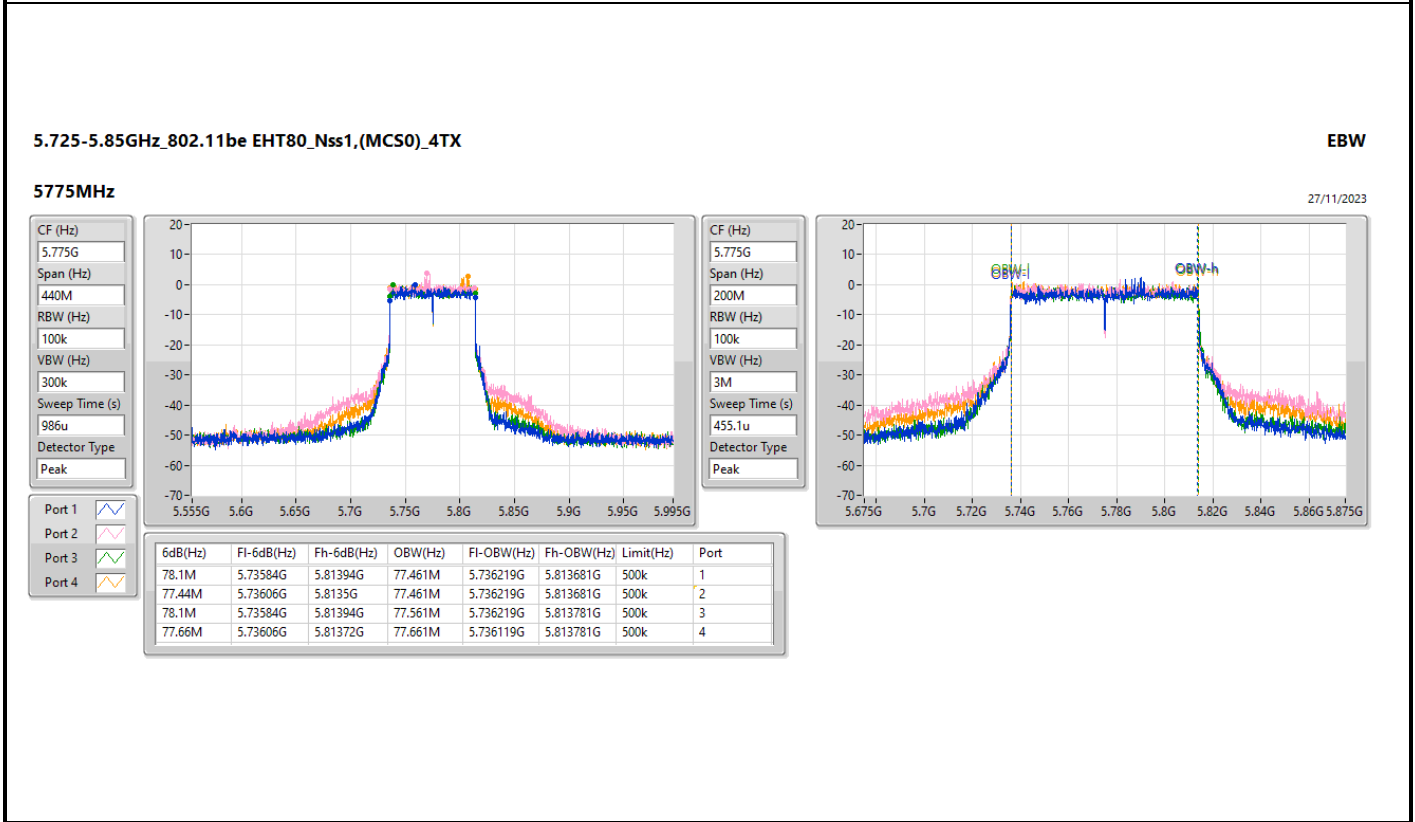 5.725-5.85GHz_802.11be EHT80_Nss1,(MCS0)_4TX
EBW
5775MHz
27/11/2023
CF (Hz)
5.775G
Span (Hz)
440M
RBW (Hz)
100k
VBW (Hz)
300k
Sweep Time (s)
986u
Detector Type
Peak
20
10
0
-10
-20
-30
-40
-50
-60
-70
5.555G 5.6G 5.65G 5.7G 5.75G 5.8G 5.85G 5.9G 5.95G 5.995G
CF (Hz)
5.775G
Span (Hz)
200M
RBW (Hz)
100k
VBW (Hz)
3M
Sweep Time (s)
455.1u
Detector Type
Peak
20
10
0
-10
-20
-30
-40
-50
-60
-70
OBW-l
OBW-h
5.675G 5.7G 5.72G 5.74G 5.76G 5.78G 5.8G 5.82G 5.84G 5.86G 5.875G
Port 1
Port 2
Port 3
Port 4
6dB(Hz) Fl-6dB(Hz) Fh-6dB(Hz) OBW(Hz) Fl-OBW(Hz) Fh-OBW(Hz) Limit(Hz) Port
78.1M 5.73584G 5.81394G 77.461M 5.736219G 5.813681G 500k 1
77.44M 5.73606G 5.8135G 77.461M 5.736219G 5.813681G 500k 2
78.1M 5.73584G 5.81394G 77.561M 5.736219G 5.813781G 500k 3
77.66M 5.73606G 5.81372G 77.661M 5.736119G 5.813781G 500k 4